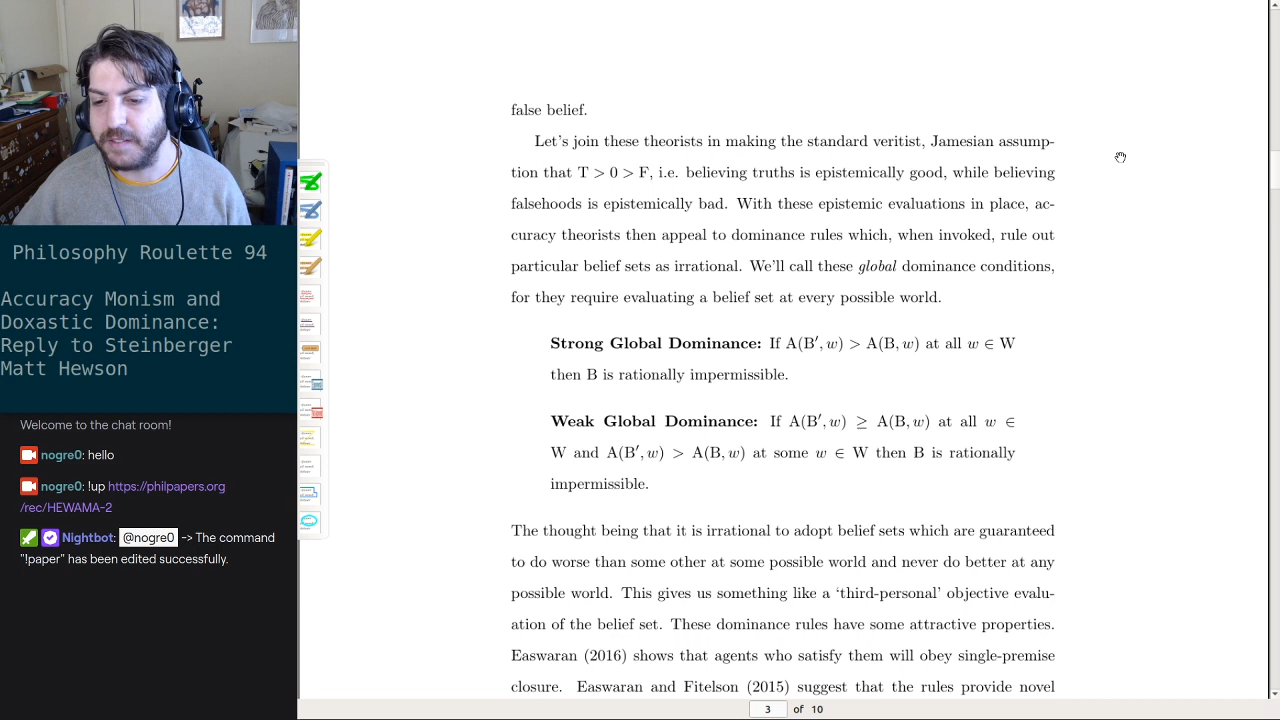 Philosophy Roulette 94
Accuracy Monism and
Doxastic Dominance:
Reply to Steinberger
Matt Hewson
Welcome to the chat room!
nogre0: hello
nogre0: !up https://philpapers.org
/rec/HEWAMA-2
Nightbot: @nogre0 -> The command
"!paper" has been edited successfully.
false belief.
Let's join these theorists in making the standard veritist, Jamesian assump-
tion that T > 0 > F, i.e. believing truths is epistemically good, while believing
falsehoods is epistemically bad. With these epistemic evaluations in place, ac-
curacy theorists then appeal to dominance norms which, when invoked, rule out
particular belief sets as irrational. We'll call these global dominance relations,
for they involve evaluating belief sets at each possible world:
Strong Global Dominance: If A(B′, w) > A(B, w) at all w ∈ W
then B is rationally impermissible.
Weak Global Dominance: If A(B′, w) ≥ A(B, w) at all w ∈
W and A(B′, w) > A(B, w) at some w ∈ W then B is rationally
impermissible.
The thought being that it is irrational to adopt belief sets which are guaranteed
to do worse than some other at some possible world and never do better at any
possible world. This gives us something like a 'third-personal' objective evalu-
ation of the belief set. These dominance rules have some attractive properties.
Easwaran (2016) shows that agents who satisfy them will obey single-premise
closure. Easwaran and Fitelson (2015) suggest that the rules provide novel
3 of 10